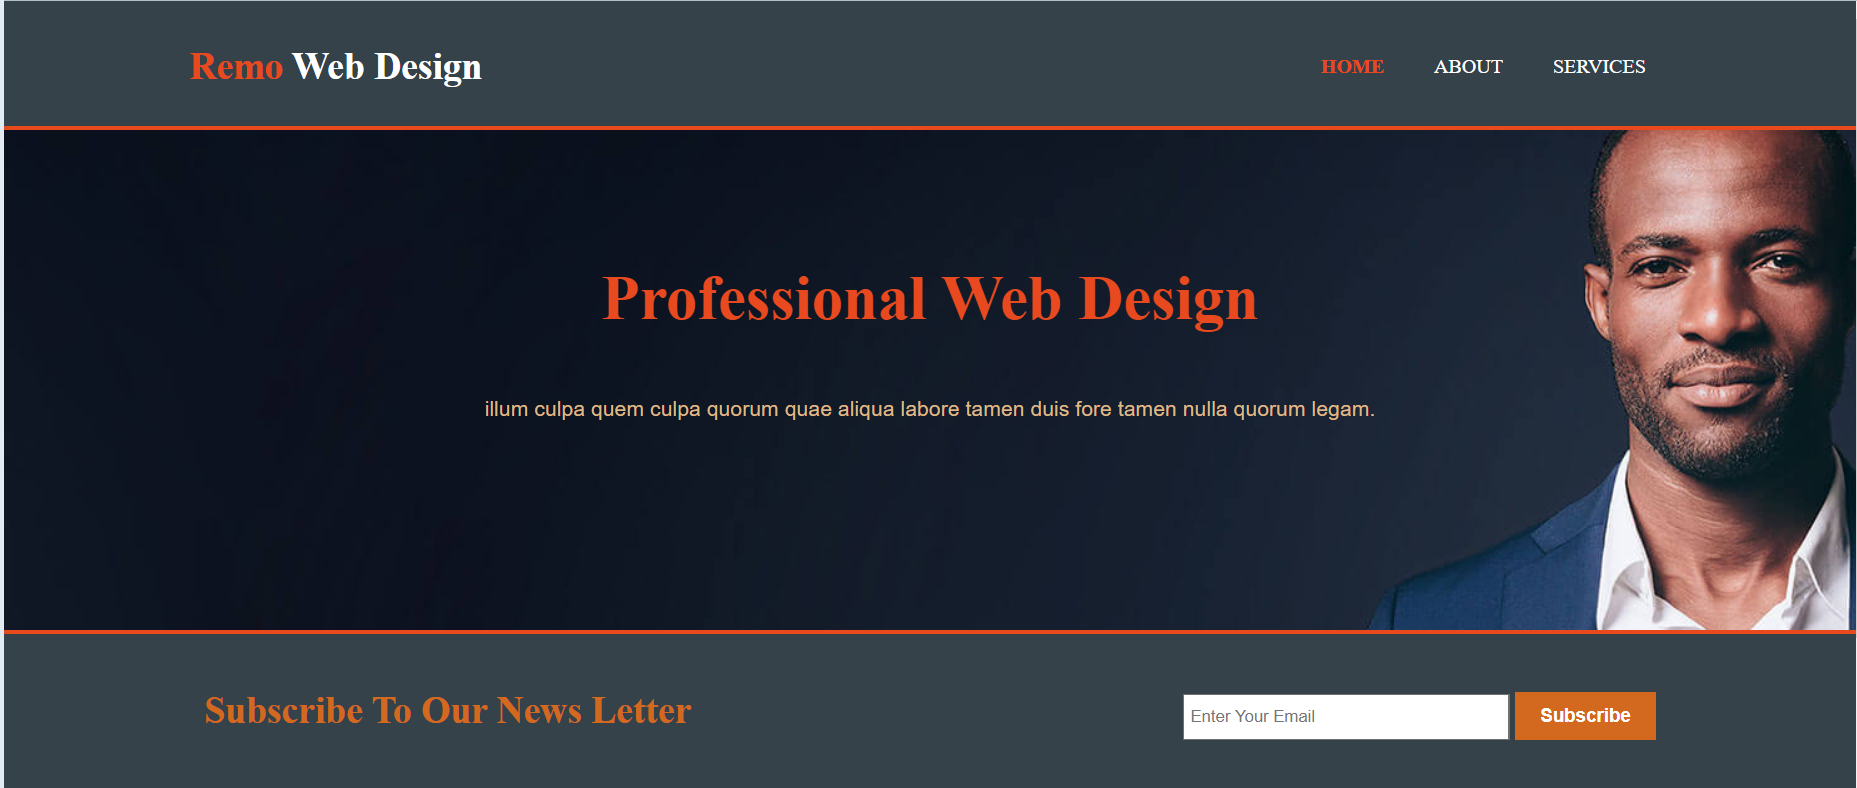 Remo Web Design
HOME ABOUT SERVICES
Professional Web Design
illum culpa quem culpa quorum quae aliqua labore tamen duis fore tamen nulla quorum legam.
Subscribe To Our News Letter
Enter Your Email
Subscribe